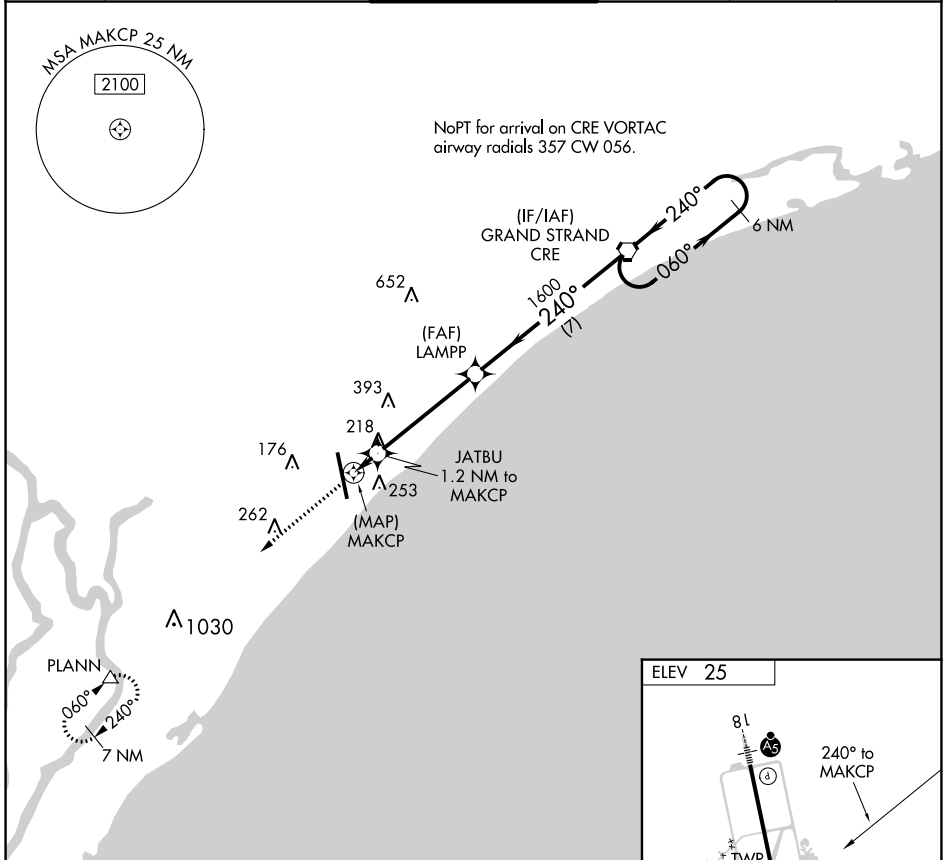 MSA MAKCP 25 NM
2100
NoPT for arrival on CRE VORTAC
airway radials 357 CW 056.
240°
6 NM
060°
(IF/IAF)
GRAND STRAND
CRE
652
1600
240°
(7)
(FAF)
LAMPP
393
218
176
JATBU
1.2 NM to
MAKCP
253
262
(MAP)
MAKCP
1030
PLANN
060°
240°
7 NM
ELEV 25
18
A5
P
240° to
MAKCP
TWR